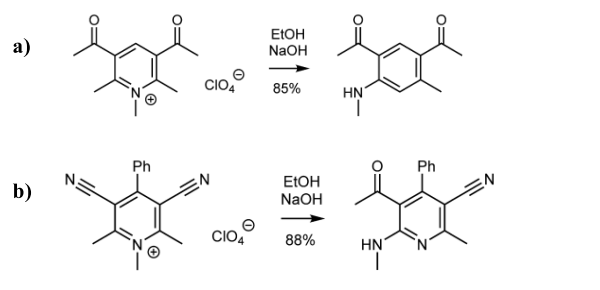 a)
O O
EtOH
NaOH
85%
N ⊕
ClO4 ⊖
O O
HN
b)
Ph
N N
EtOH
NaOH
88%
N ⊕
ClO4 ⊖
O Ph N
HN N